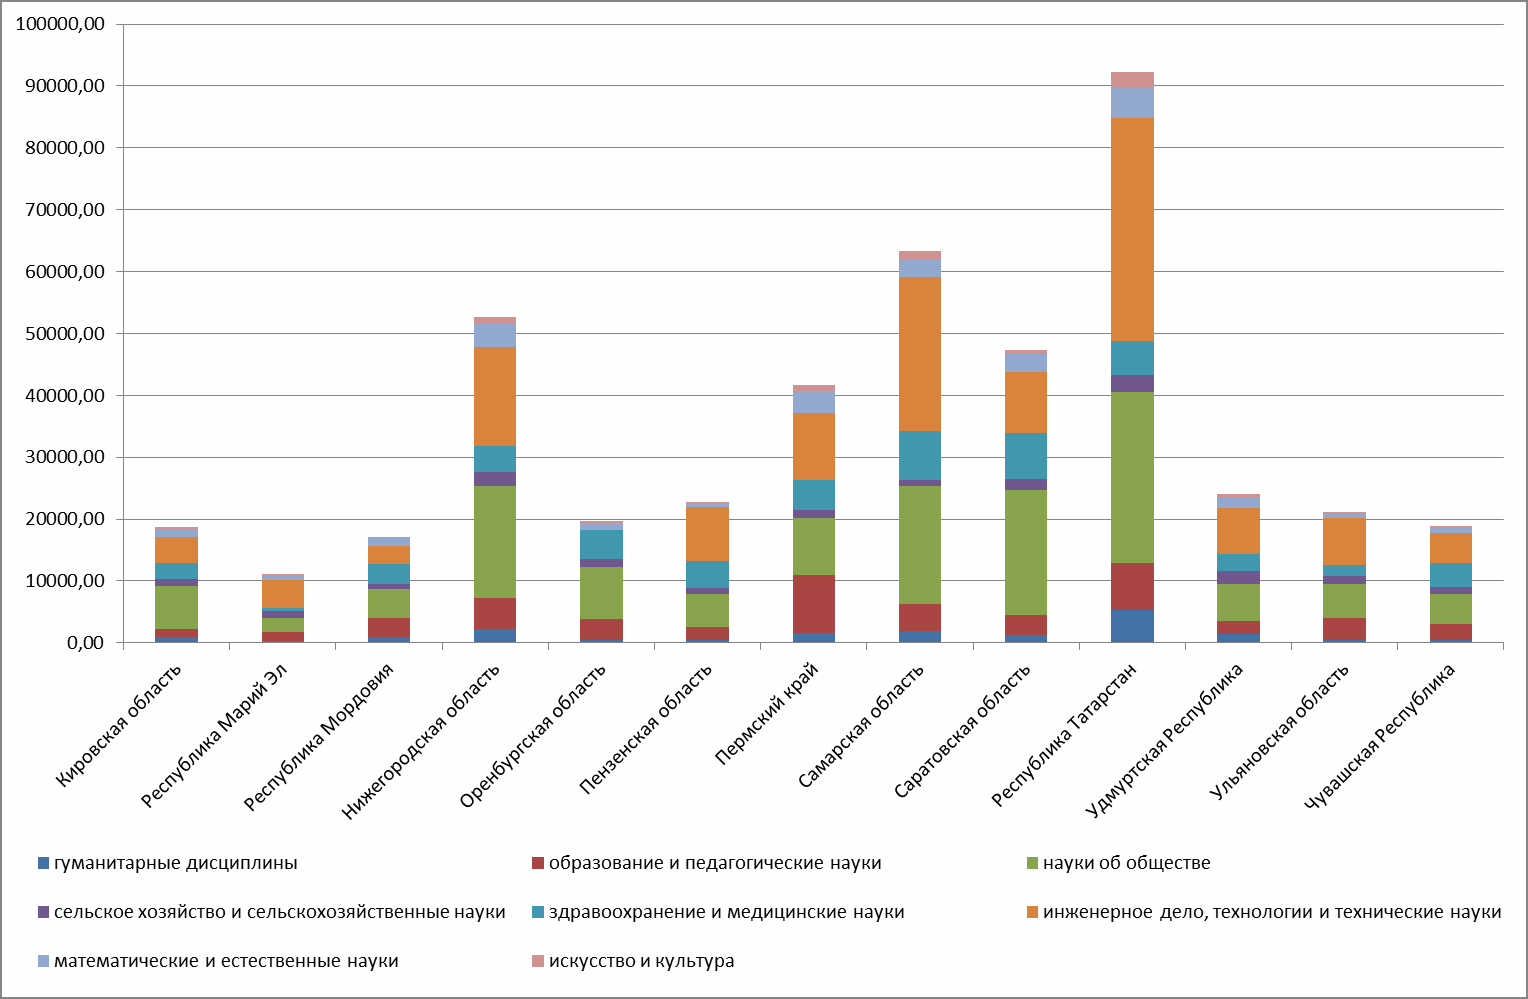 100000,00
90000,00
80000,00
70000,00
60000,00
50000,00
40000,00
30000,00
20000,00
10000,00
0,00
Кировская область
Республика Марий Эл
Республика Мордовия
Нижегородская область
Оренбургская область
Пензенская область
Пермский край
Самарская область
Саратовская область
Республика Татарстан
Удмуртская Республика
Ульяновская область
Чувашская Республика
гуманитарные дисциплины
образование и педагогические науки
науки об обществе
сельское хозяйство и сельскохозяйственные науки
здравоохранение и медицинские науки
инженерное дело, технологии и технические науки
математические и естественные науки
искусство и культура